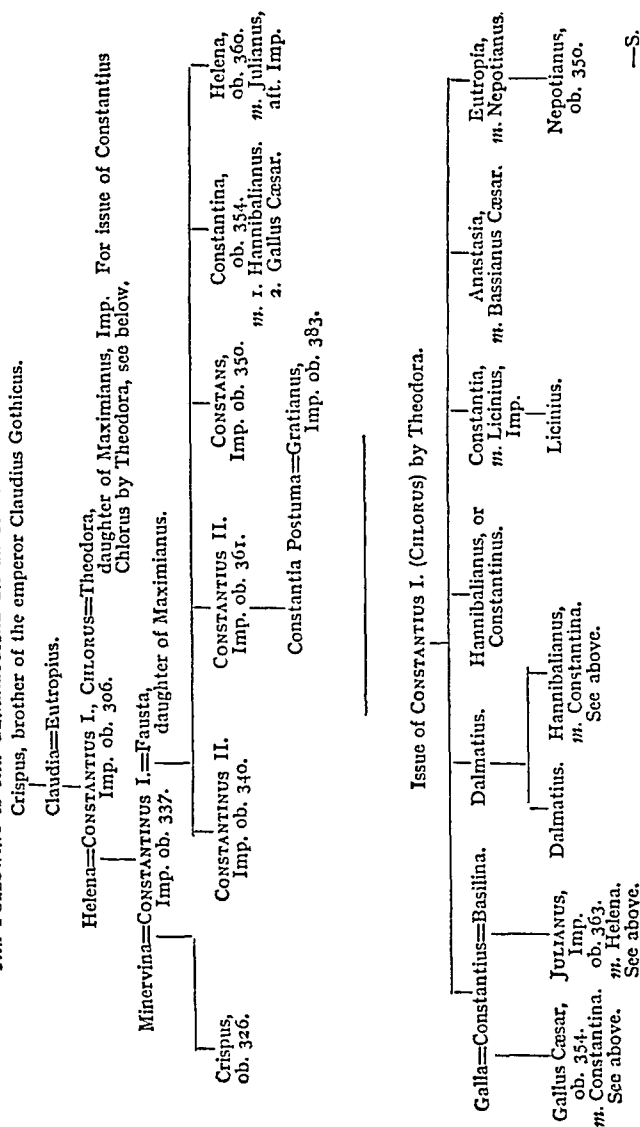 Crispus, brother of the emperor Claudius Gothicus.
Claudia=Eutropius.
Helena=CONSTANTIUS I., CHLORUS=Theodora,
Imp. ob. 306.
daughter of Maximianus, Imp. For issue of Constantius
Chlorus by Theodora, see below.
Minervina=CONSTANTINUS I.=Fausta,
Imp. ob. 337.
daughter of Maximianus.
Crispus,
ob. 326.
CONSTANTINUS II.
Imp. ob. 340.
CONSTANTIUS II.
Imp. ob. 361.
CONSTANS,
Imp. ob. 350.
Constantina,
ob. 354.
m. 1. Hannibalianus.
2. Gallus Cæsar.
Helena,
ob. 360.
m. Julianus,
aft. Imp.
Constantia Postuma=Gratianus,
Imp. ob. 383.
Issue of CONSTANTIUS I. (CHLORUS) by Theodora.
Galla=Constantius=Basilina.
Dalmatius.
Hannibalianus, or
Constantinus.
Constantia,
m. Licinius,
Imp.
Anastasia,
m. Bassianus Cæsar.
Eutropia,
m. Nepotianus.
Gallus Cæsar,
ob. 354.
m. Constantina.
See above.
JULIANUS,
Imp.
ob. 363.
m. Helena.
See above.
Dalmatius.
Hannibalianus,
m. Constantina.
See above.
Licinius.
Nepotianus,
ob. 350.
—S.